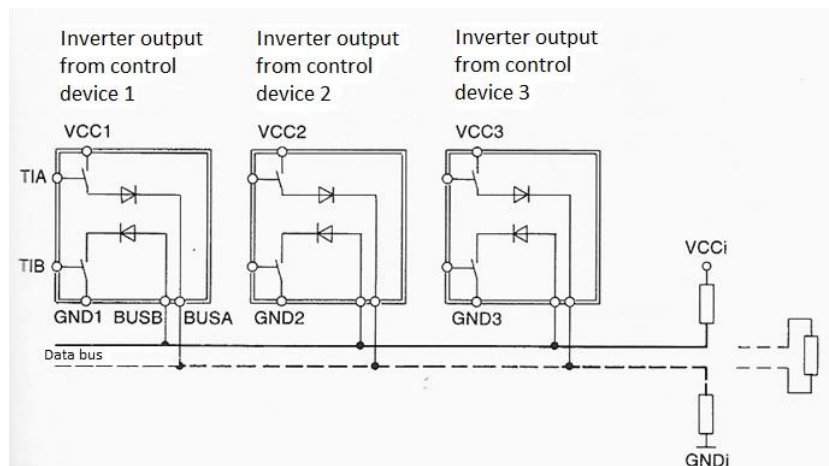 Inverter output
from control
device 1
Inverter output
from control
device 2
Inverter output
from control
device 3
VCC1
VCC2
VCC3
TIA
TIB
GND1 BUSB BUSA
GND2
GND3
VCCi
Data bus
GNDi